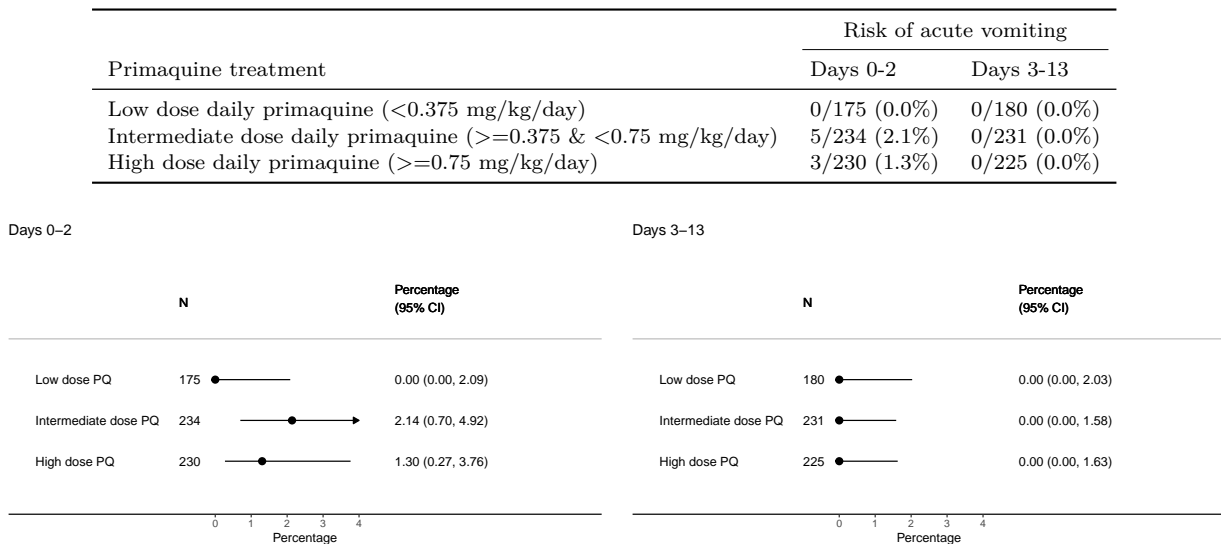 Risk of acute vomiting
Primaquine treatment Days 0-2 Days 3-13
Low dose daily primaquine (<0.375 mg/kg/day) 0/175 (0.0%) 0/180 (0.0%)
Intermediate dose daily primaquine (>=0.375 & <0.75 mg/kg/day) 5/234 (2.1%) 0/231 (0.0%)
High dose daily primaquine (>=0.75 mg/kg/day) 3/230 (1.3%) 0/225 (0.0%)
Days 0–2
N Percentage
(95% CI)
Low dose PQ 175 0.00 (0.00, 2.09)
Intermediate dose PQ 234 2.14 (0.70, 4.92)
High dose PQ 230 1.30 (0.27, 3.76)
0 1 2 3 4
Percentage
Days 3–13
N Percentage
(95% CI)
Low dose PQ 180 0.00 (0.00, 2.03)
Intermediate dose PQ 231 0.00 (0.00, 1.58)
High dose PQ 225 0.00 (0.00, 1.63)
0 1 2 3 4
Percentage